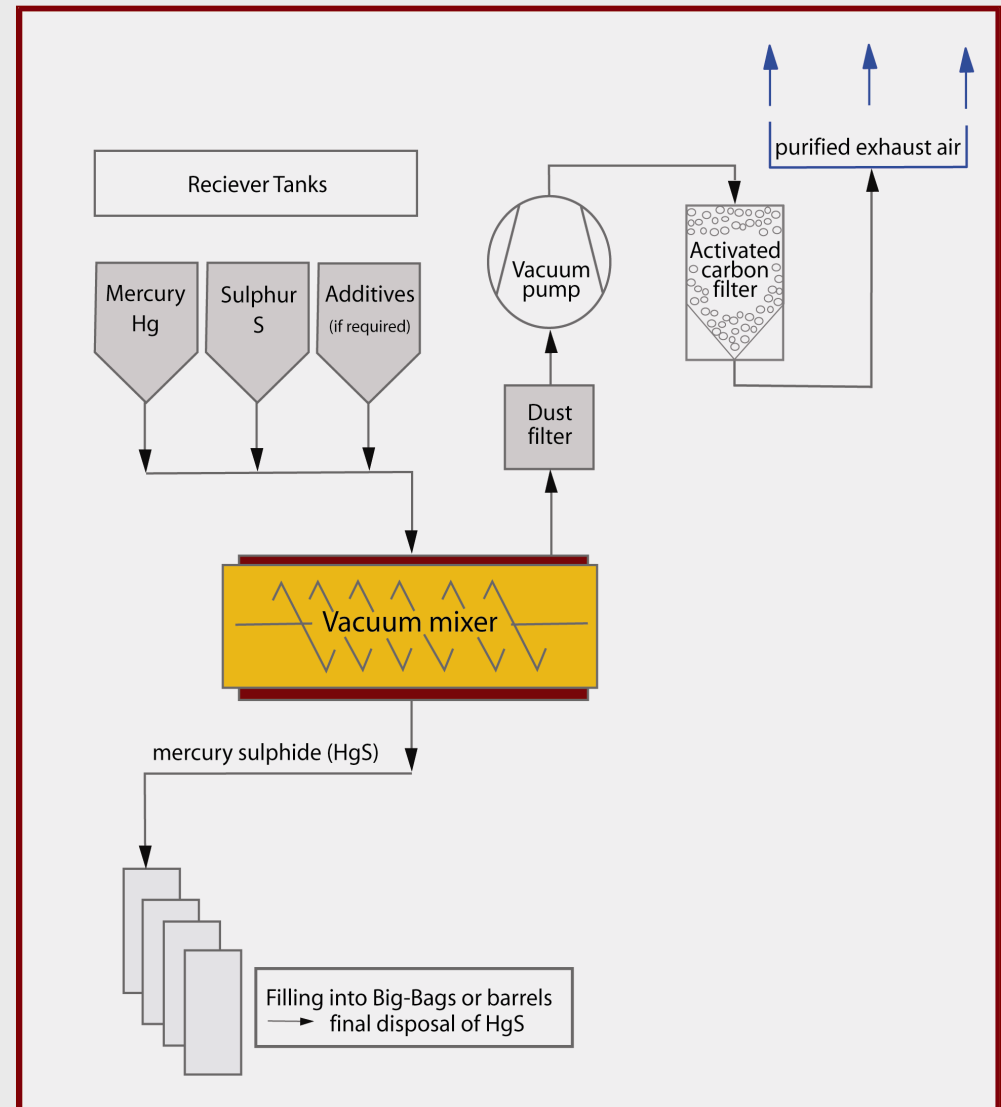 purified exhaust air
Reciever Tanks
Mercury
Hg
Sulphur
S
Additives
(if required)
Vacuum
pump
Activated
carbon
filter
Dust
filter
Vacuum mixer
mercury sulphide (HgS)
Filling into Big-Bags or barrels
final disposal of HgS